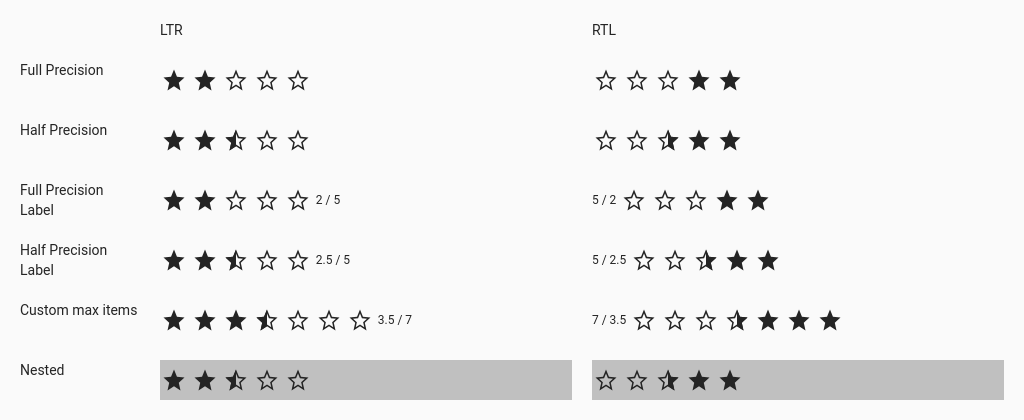 LTR RTL
Full Precision
Half Precision
Full Precision
Label
2 / 5
5 / 2
Half Precision
Label
2.5 / 5
5 / 2.5
Custom max items
3.5 / 7
7 / 3.5
Nested